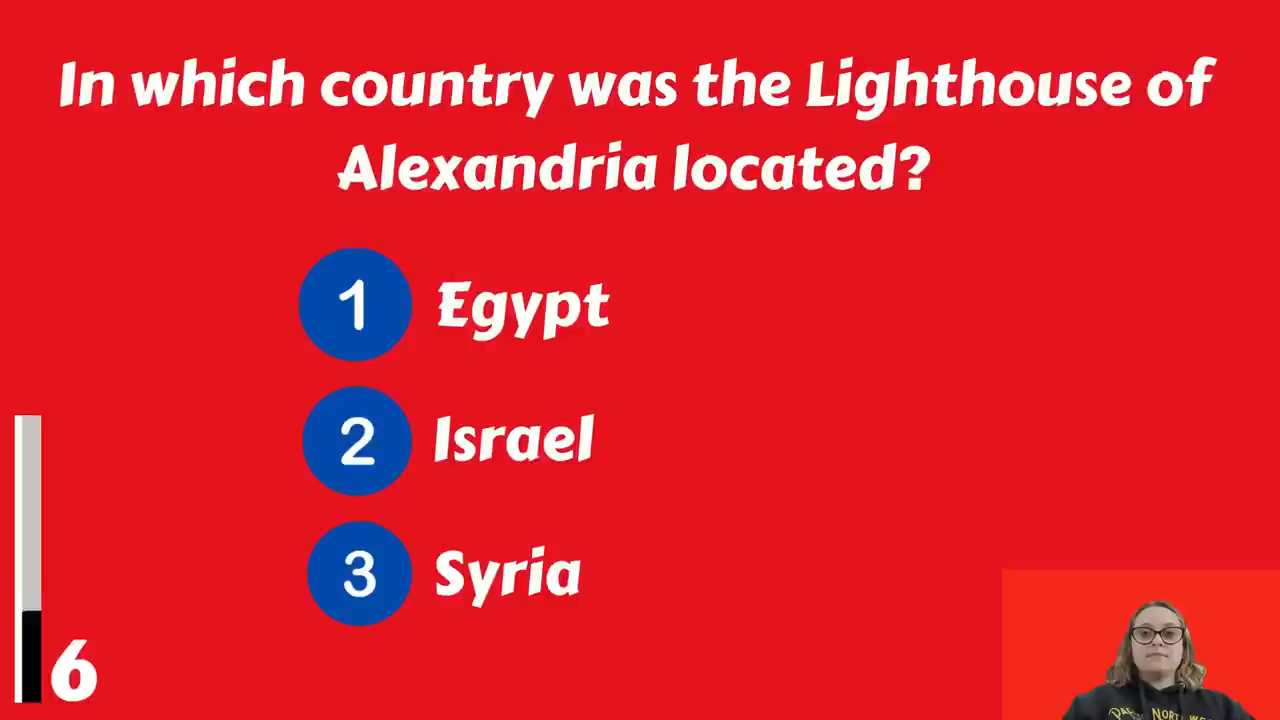 In which country was the Lighthouse of
Alexandria located?
1 Egypt
2 Israel
3 Syria
6